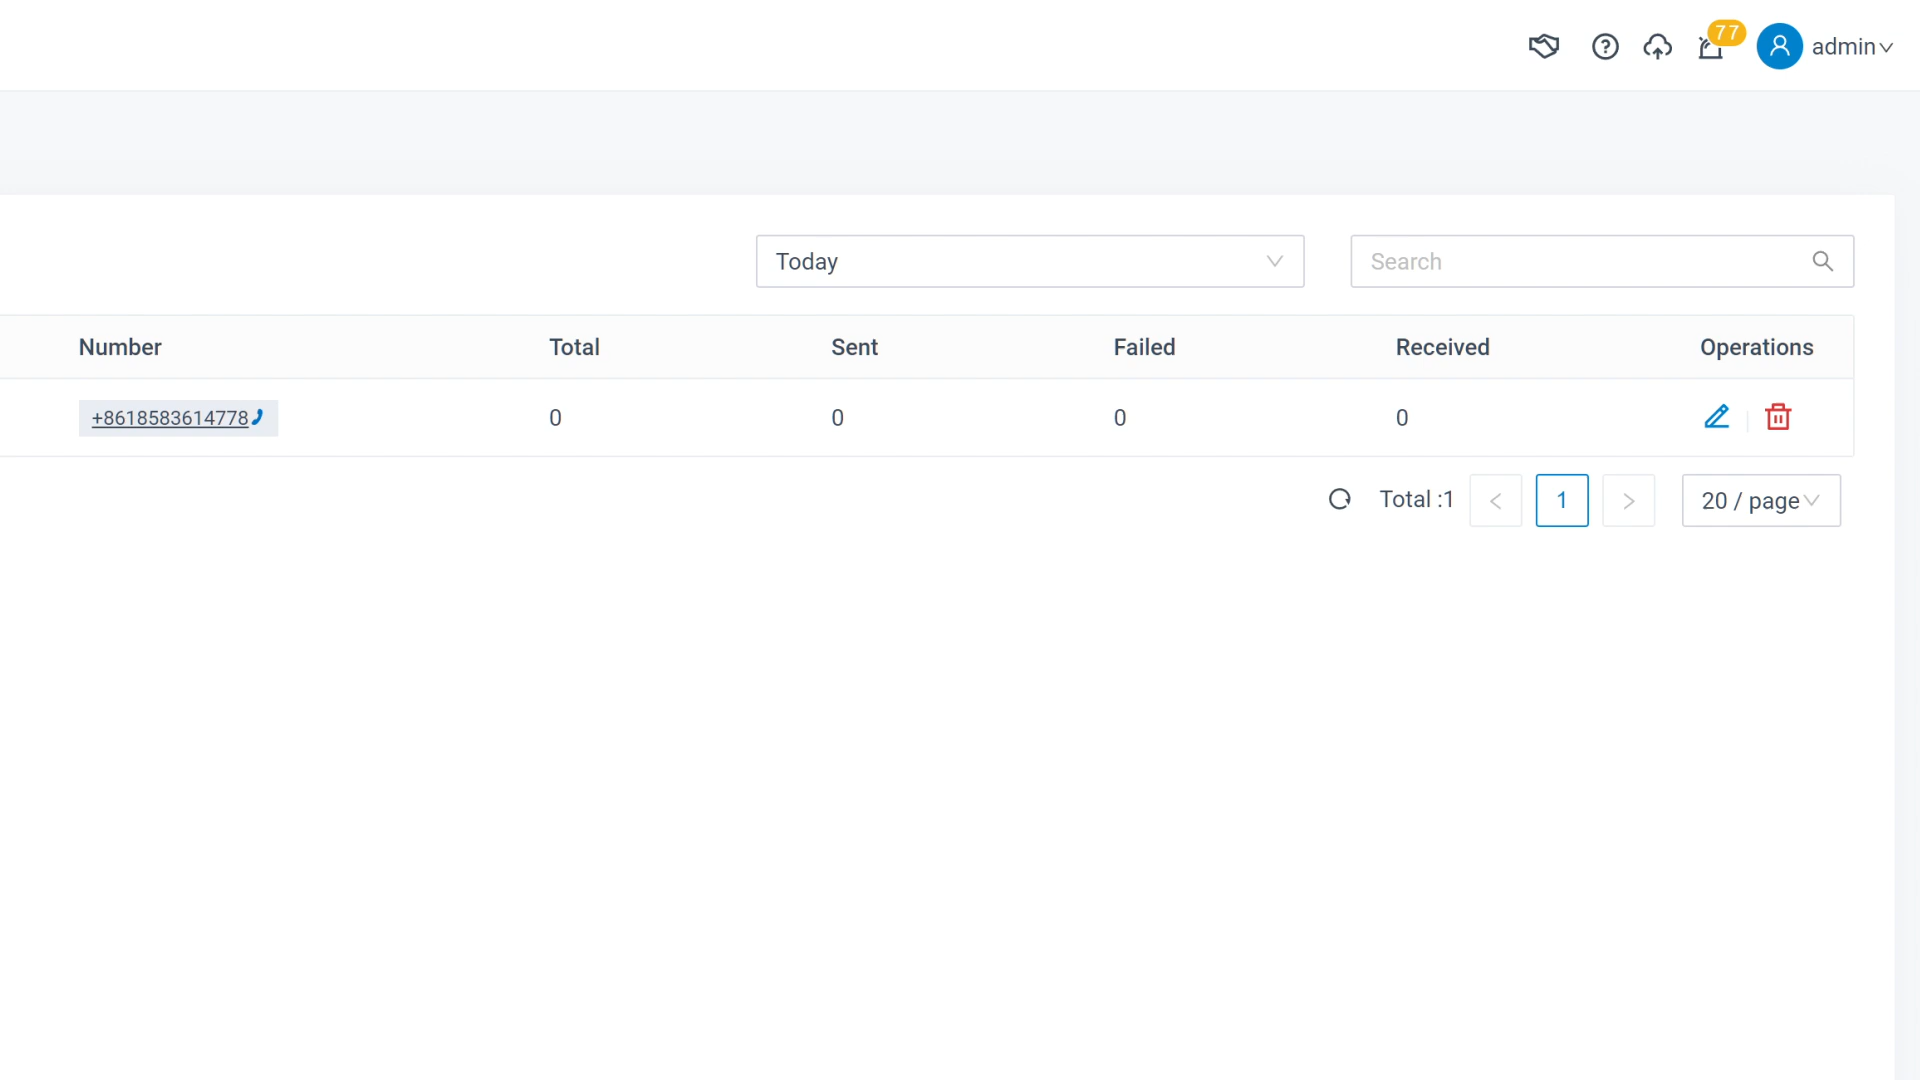 77
admin
Today
Search
Number Total Sent Failed Received Operations
+8618583614778 0 0 0 0
Total :1 < 1 > 20 / page